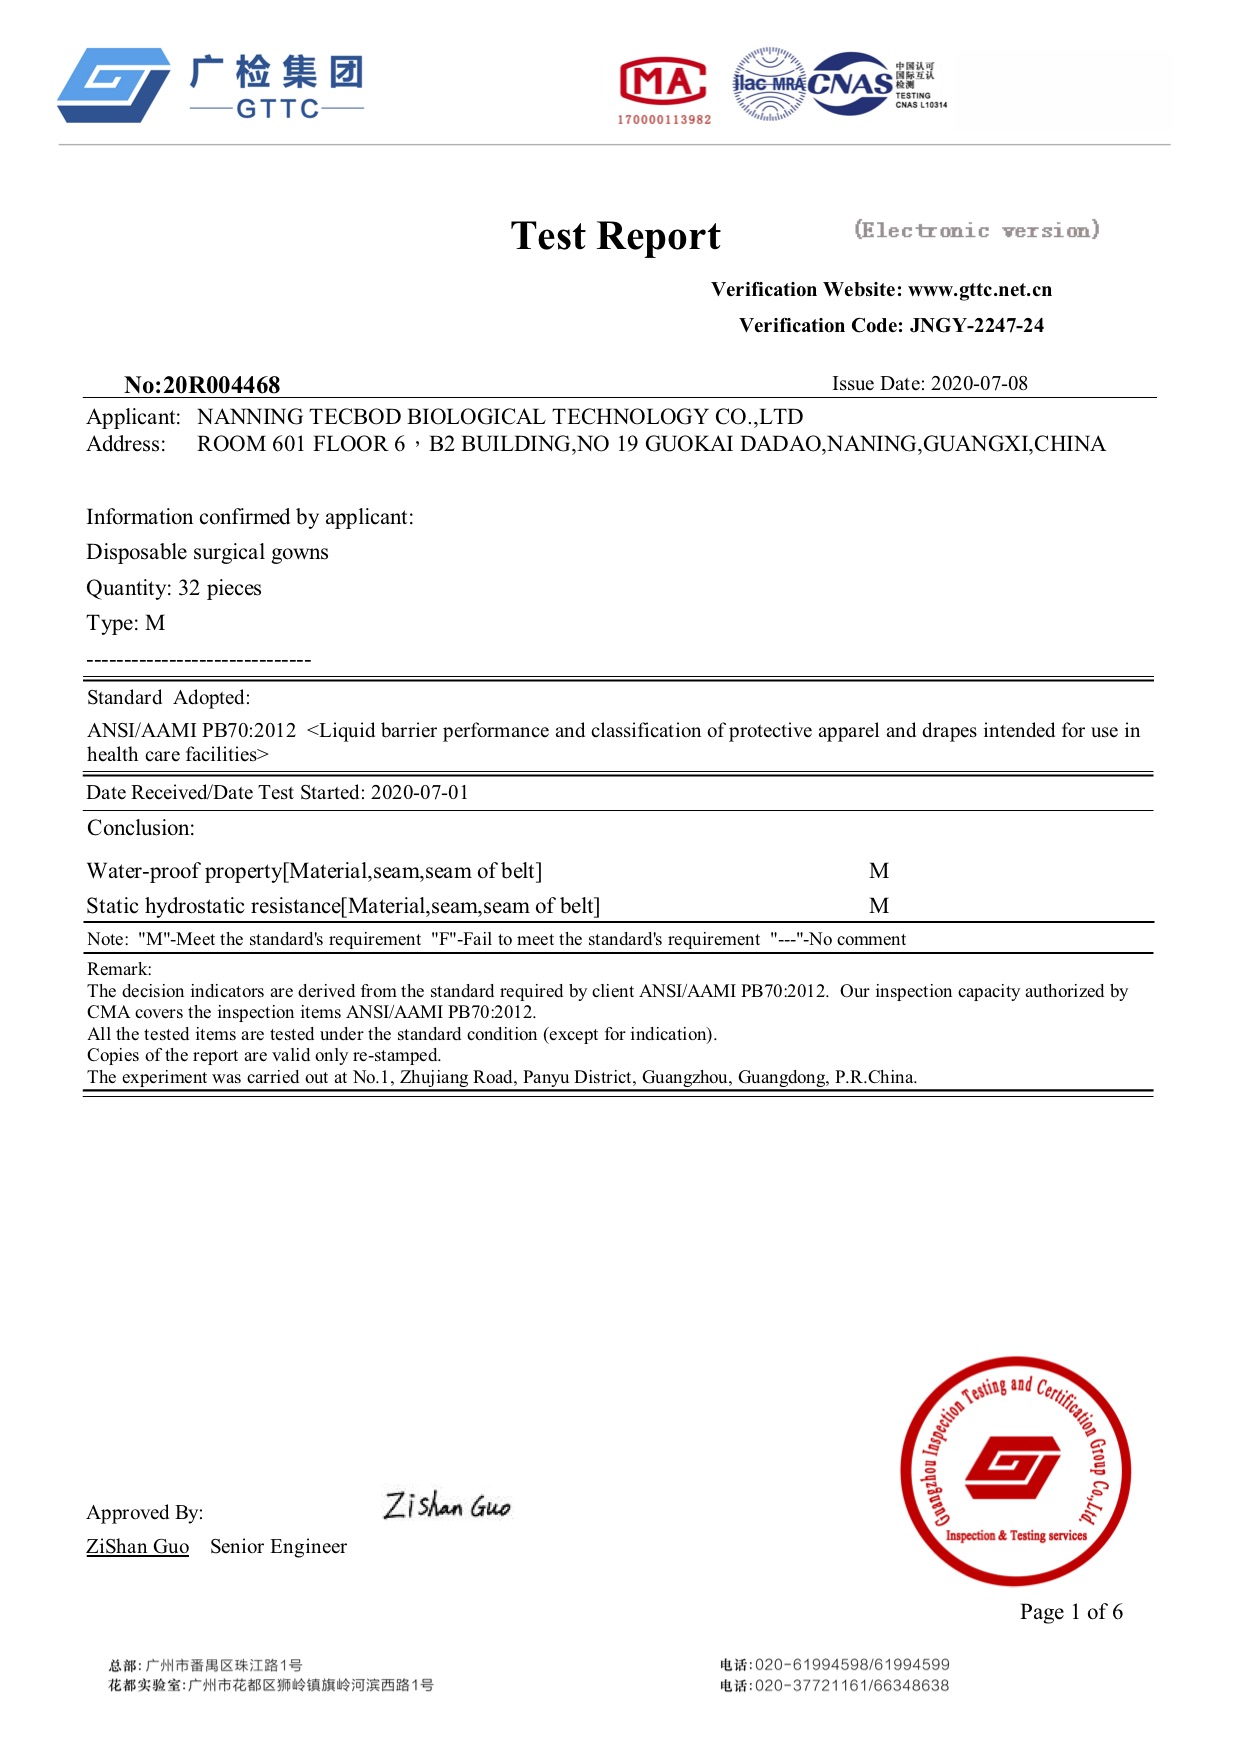 广检集团
GTTC
MA
170000113982
ilac-MRA
CNAS
中国认可
国际互认
检测
TESTING
CNAS L10314
Test Report
(Electronic version)
Verification Website: www.gttc.net.cn
Verification Code: JNGY-2247-24
No:20R004468
Issue Date: 2020-07-08
Applicant: NANNING TECBOD BIOLOGICAL TECHNOLOGY CO.,LTD
Address: ROOM 601 FLOOR 6，B2 BUILDING,NO 19 GUOKAI DADAO,NANING,GUANGXI,CHINA
Information confirmed by applicant:
Disposable surgical gowns
Quantity: 32 pieces
Type: M
------------------------------
Standard Adopted:
ANSI/AAMI PB70:2012 <Liquid barrier performance and classification of protective apparel and drapes intended for use in
health care facilities>
Date Received/Date Test Started: 2020-07-01
Conclusion:
Water-proof property[Material,seam,seam of belt] M
Static hydrostatic resistance[Material,seam,seam of belt] M
Note: "M"-Meet the standard's requirement "F"-Fail to meet the standard's requirement "---"-No comment
Remark:
The decision indicators are derived from the standard required by client ANSI/AAMI PB70:2012. Our inspection capacity authorized by
CMA covers the inspection items ANSI/AAMI PB70:2012.
All the tested items are tested under the standard condition (except for indication).
Copies of the report are valid only re-stamped.
The experiment was carried out at No.1, Zhujiang Road, Panyu District, Guangzhou, Guangdong, P.R.China.
Guangzhou Inspection Testing and Certification Group Co.,Ltd.
Inspection & Testing services
Approved By: Zishan Guo
ZiShan Guo Senior Engineer
Page 1 of 6
总部:广州市番禺区珠江路1号
电话:020-61994598/61994599
花都实验室:广州市花都区狮岭镇旗岭河滨西路1号
电话:020-37721161/66348638